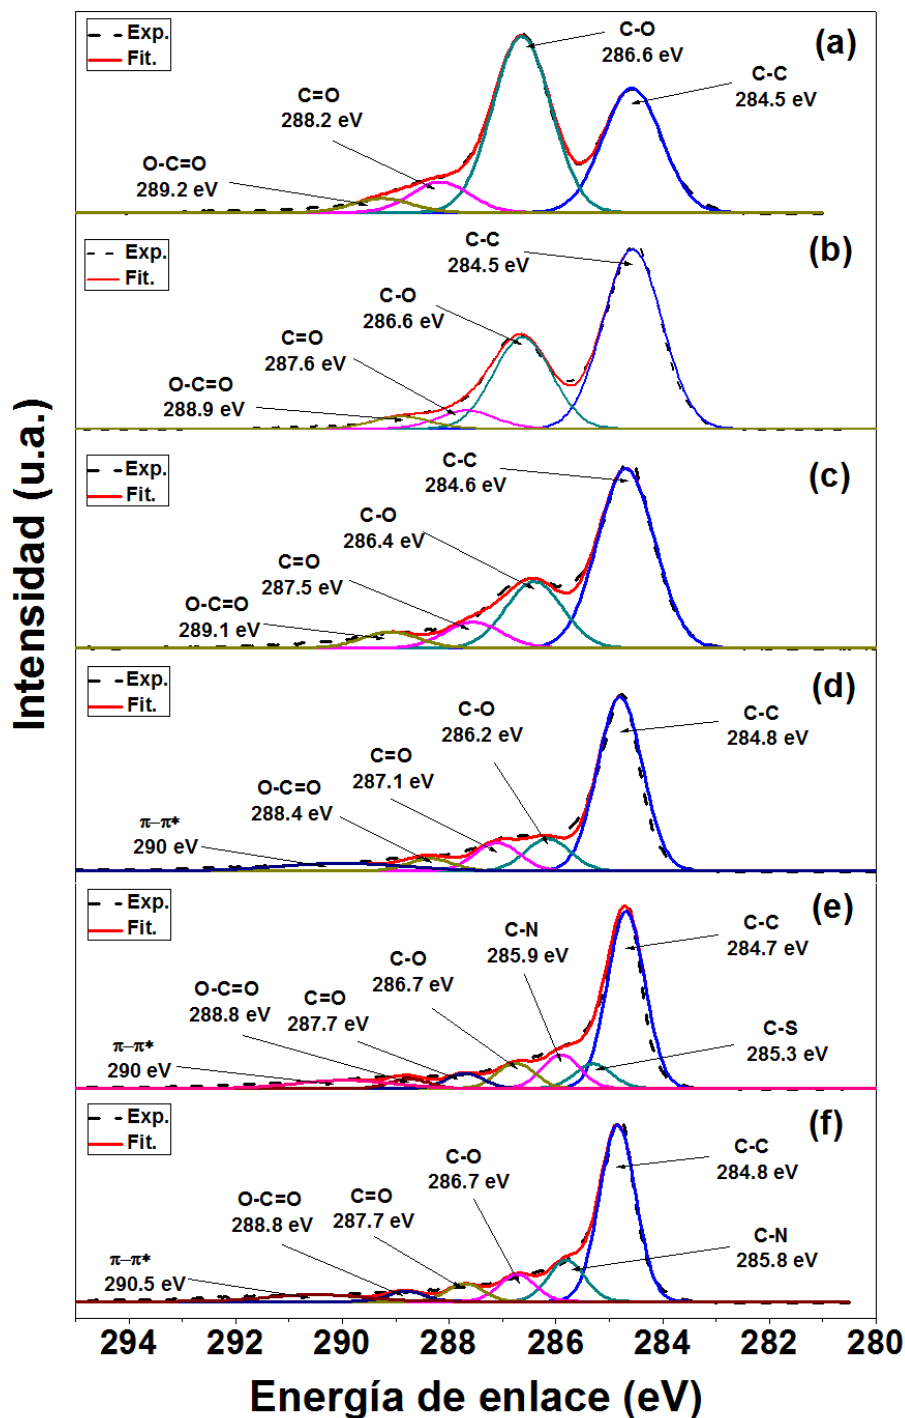 Intensidad (u.a.)
Exp.
Fit.
(a)
C-O
286.6 eV
C-C
284.5 eV
C=O
288.2 eV
O-C=O
289.2 eV
Exp.
Fit.
(b)
C-C
284.5 eV
C-O
286.6 eV
C=O
287.6 eV
O-C=O
288.9 eV
Exp.
Fit.
(c)
C-C
284.6 eV
C-O
286.4 eV
C=O
287.5 eV
O-C=O
289.1 eV
Exp.
Fit.
(d)
C-O
286.2 eV
C-C
284.8 eV
C=O
287.1 eV
O-C=O
288.4 eV
π–π*
290 eV
Exp.
Fit.
(e)
C-N
285.9 eV
C-C
284.7 eV
C-O
286.7 eV
O-C=O
288.8 eV
C=O
287.7 eV
C-S
285.3 eV
π–π*
290 eV
Exp.
Fit.
(f)
C-C
284.8 eV
C-O
286.7 eV
C=O
287.7 eV
O-C=O
288.8 eV
C-N
285.8 eV
π–π*
290.5 eV
294 292 290 288 286 284 282 280
Energía de enlace (eV)